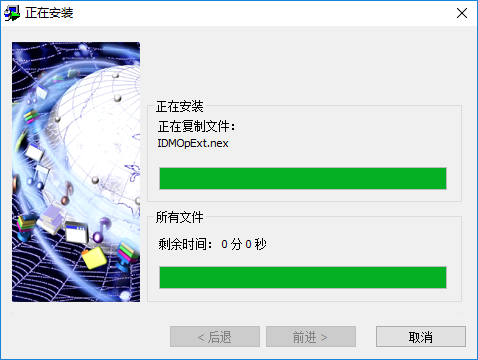 正在安装
正在安装
正在复制文件：
IDMOpExt.nex
所有文件
剩余时间： 0 分 0 秒
< 后退
前进 >
取消